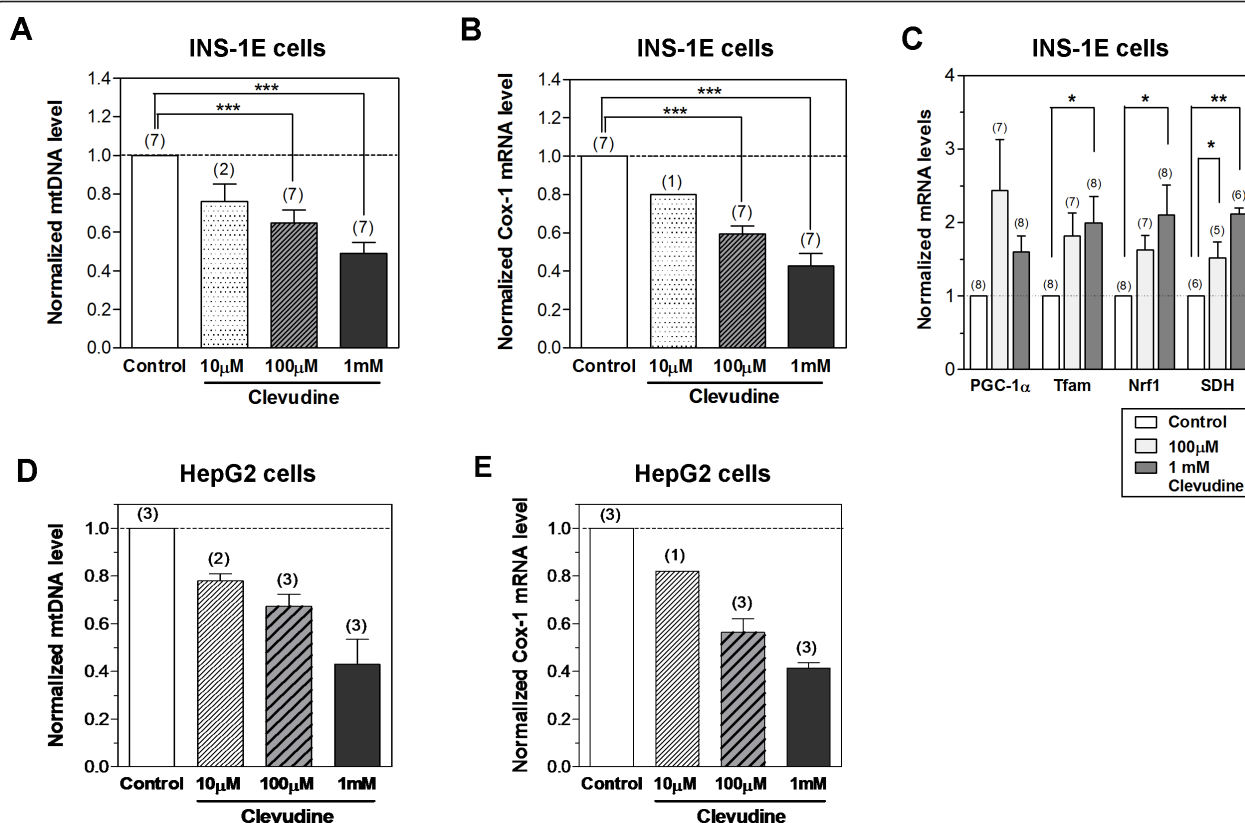 A
INS-1E cells
Normalized mtDNA level
1.4
1.2
1.0
0.8
0.6
0.4
0.2
0.0
***
***
(7)
(2)
(7)
(7)
Control
10μM
100μM
1mM
Clevudine
B
INS-1E cells
Normalized Cox-1 mRNA level
1.4
1.2
1.0
0.8
0.6
0.4
0.2
0.0
***
***
(7)
(1)
(7)
(7)
Control
10μM
100μM
1mM
Clevudine
C
INS-1E cells
Normalized mRNA levels
4
3
2
1
0
*
*
**
*
(8)
(7)
(8)
(8)
(7)
(8)
(8)
(7)
(8)
(6)
(5)
(6)
PGC-1α
Tfam
Nrf1
SDH
Control
100μM
1 mM
Clevudine
D
HepG2 cells
Normalized mtDNA level
1.0
0.8
0.6
0.4
0.2
0.0
(3)
(2)
(3)
(3)
Control
10μM
100μM
1mM
Clevudine
E
HepG2 cells
Normalized Cox-1 mRNA level
1.0
0.8
0.6
0.4
0.2
0.0
(3)
(1)
(3)
(3)
Control
10μM
100μM
1mM
Clevudine